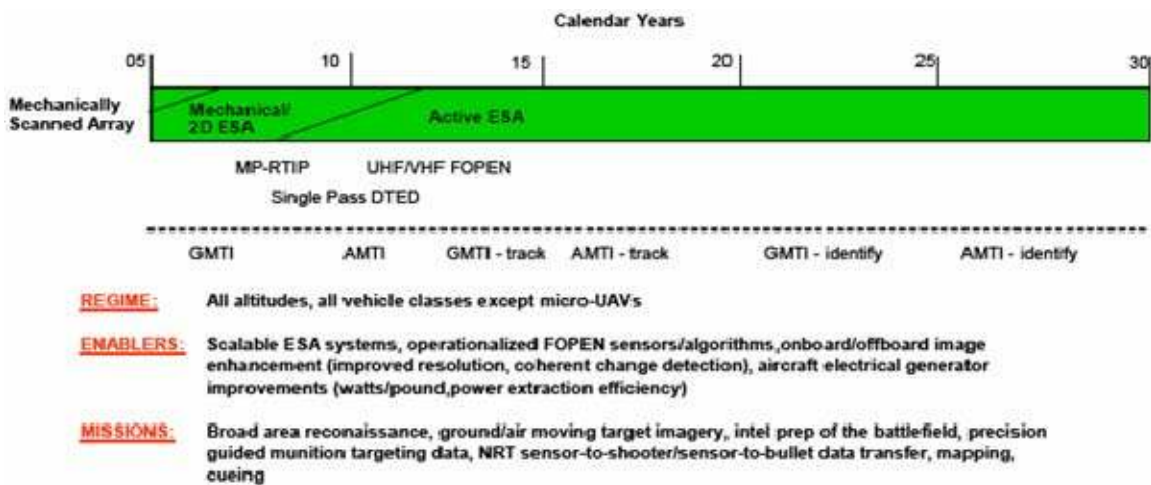 Calendar Years
05 10 15 20 25 30
Mechanically
Scanned Array
Mechanical/
2D ESA
Active ESA
MP-RTIP UHF/VHF FOPEN
Single Pass DTED
GMTI AMTI GMTI - track AMTI - track GMTI - identify AMTI - identify
REGIME: All altitudes, all vehicle classes except micro-UAVs
ENABLERS: Scalable ESA systems, operationalized FOPEN sensors/algorithms,onboard/offboard image
enhancement (improved resolution, coherent change detection), aircraft electrical generator
improvements (watts/pound,power extraction efficiency)
MISSIONS: Broad area reconaissance, ground/air moving target imagery, intel prep of the battlefield, precision
guided munition targeting data, NRT sensor-to-shooter/sensor-to-bullet data transfer, mapping,
cueing